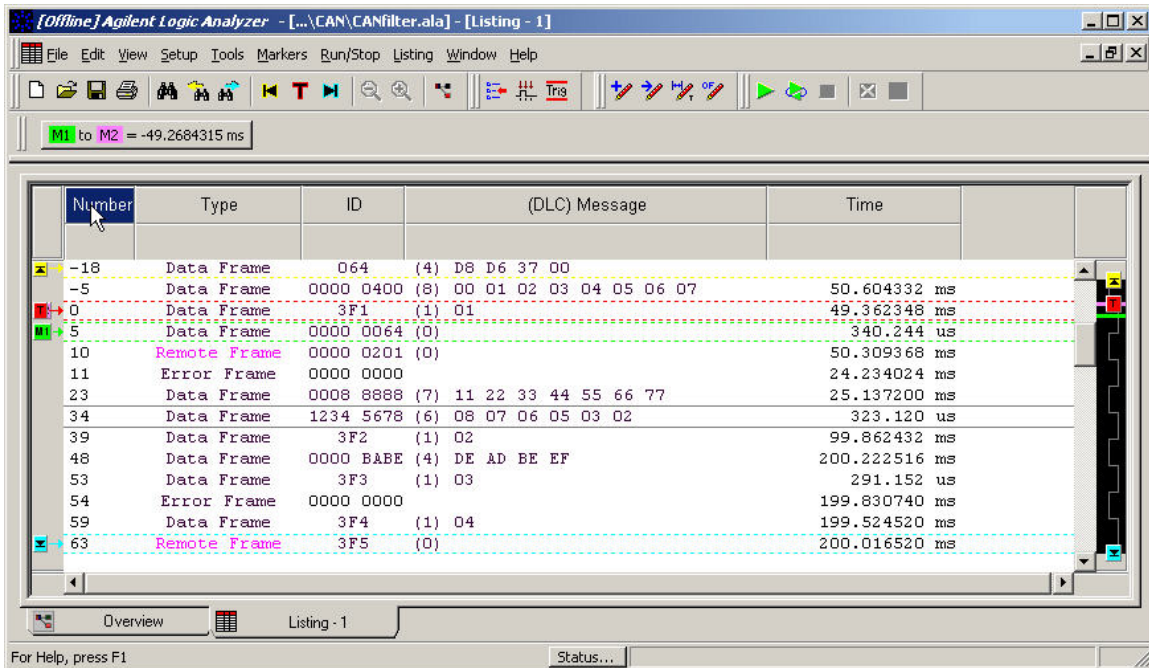 [Offline] Agilent Logic Analyzer - [...\CAN\CANfilter.ala] - [Listing - 1]
File Edit View Setup Tools Markers Run/Stop Listing Window Help
T Trig
M1 to M2 = -49.2684315 ms
Number Type ID (DLC) Message Time
-18 Data Frame 064 (4) D8 D6 37 00
-5 Data Frame 0000 0400 (8) 00 01 02 03 04 05 06 07 50.604332 ms
T 0 Data Frame 3F1 (1) 01 49.362348 ms T
M1 5 Data Frame 0000 0064 (0) 340.244 us
10 Remote Frame 0000 0201 (0) 50.309368 ms
11 Error Frame 0000 0000 24.234024 ms
23 Data Frame 0008 8888 (7) 11 22 33 44 55 66 77 25.137200 ms
34 Data Frame 1234 5678 (6) 08 07 06 05 03 02 323.120 us
39 Data Frame 3F2 (1) 02 99.862432 ms
48 Data Frame 0000 BABE (4) DE AD BE EF 200.222516 ms
53 Data Frame 3F3 (1) 03 291.152 us
54 Error Frame 0000 0000 199.830740 ms
59 Data Frame 3F4 (1) 04 199.524520 ms
63 Remote Frame 3F5 (0) 200.016520 ms
Overview Listing - 1
For Help, press F1 Status...